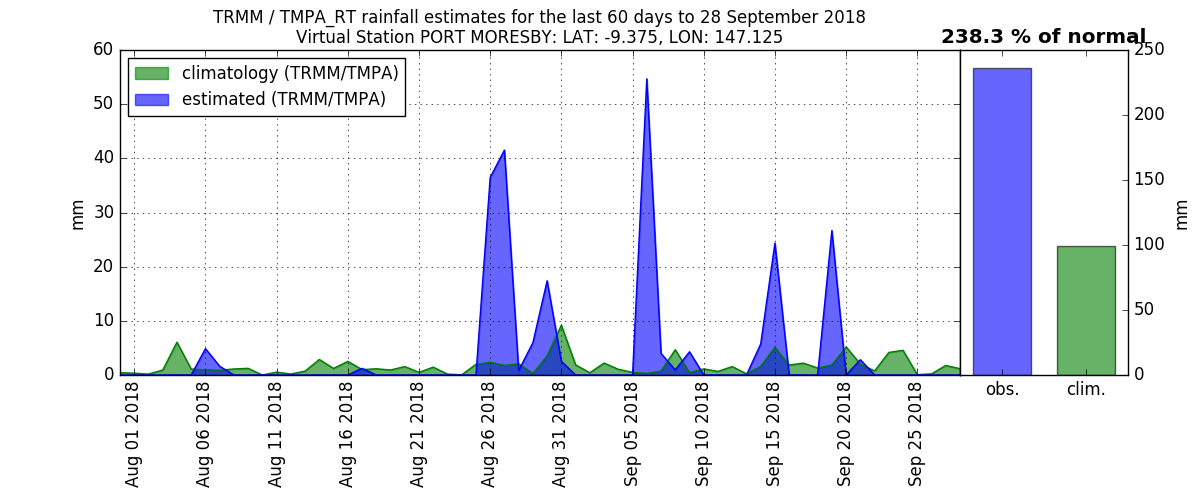 TRMM / TMPA_RT rainfall estimates for the last 60 days to 28 September 2018
Virtual Station PORT MORESBY: LAT: -9.375, LON: 147.125
238.3 % of normal
climatology (TRMM/TMPA)
estimated (TRMM/TMPA)
60
50
40
30
20
10
0
mm
Aug 01 2018
Aug 06 2018
Aug 11 2018
Aug 16 2018
Aug 21 2018
Aug 26 2018
Aug 31 2018
Sep 05 2018
Sep 10 2018
Sep 15 2018
Sep 20 2018
Sep 25 2018
250
200
150
100
50
0
mm
obs.
clim.